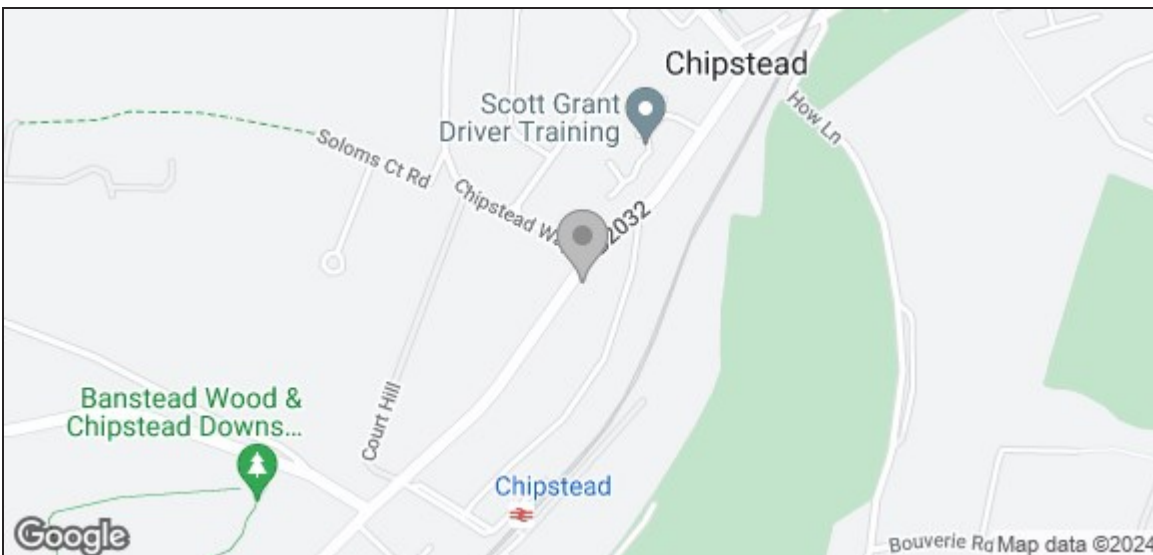 Chipstead
Scott Grant
Driver Training
How Ln
Soloms Ct Rd
Chipstead
2032
Court Hill
Banstead Wood &
Chipstead Downs...
Chipstead
Google
Bouverie Rd
Map data ©2024